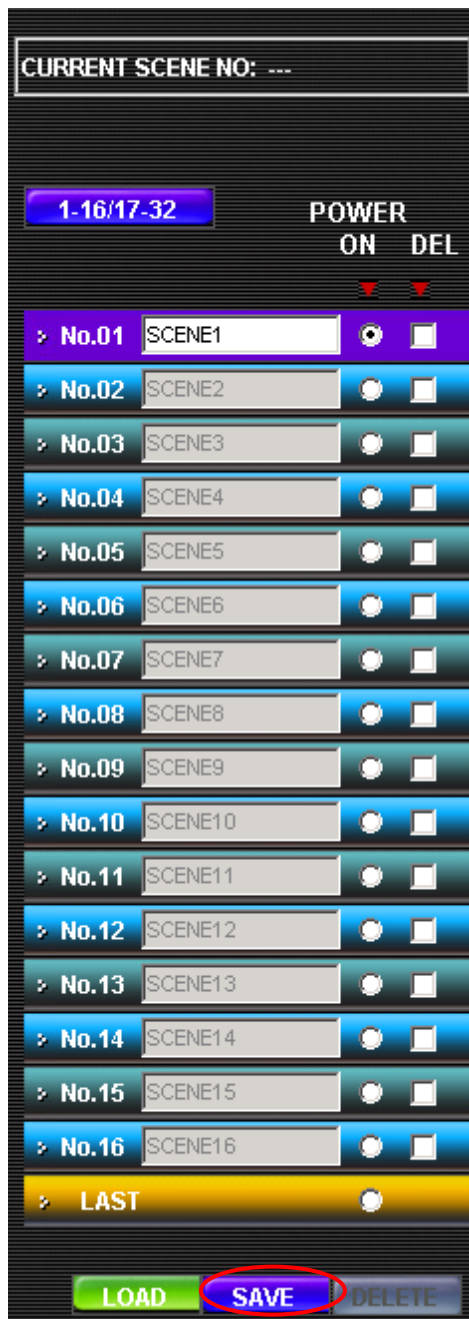 CURRENT SCENE NO: ---
1-16/17-32
POWER
ON DEL
No.01 SCENE1
No.02 SCENE2
No.03 SCENE3
No.04 SCENE4
No.05 SCENE5
No.06 SCENE6
No.07 SCENE7
No.08 SCENE8
No.09 SCENE9
No.10 SCENE10
No.11 SCENE11
No.12 SCENE12
No.13 SCENE13
No.14 SCENE14
No.15 SCENE15
No.16 SCENE16
LAST
LOAD SAVE DELETE